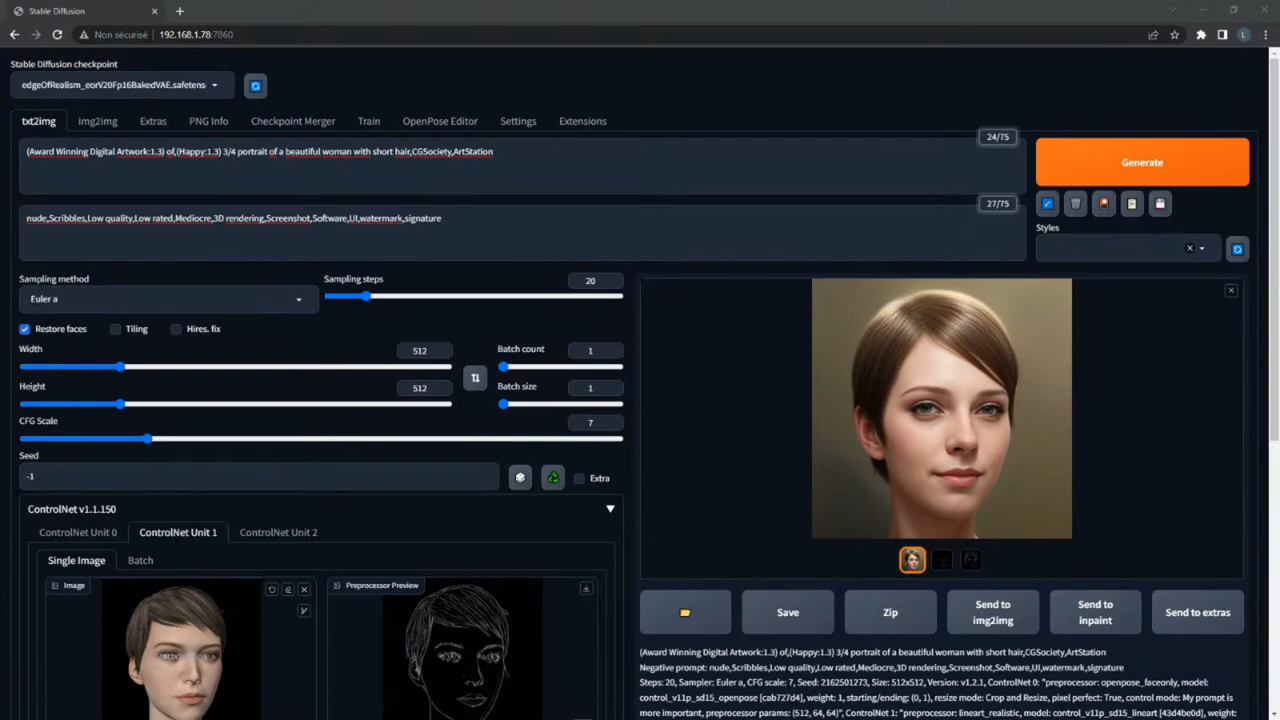 Stable Diffusion
Non sécurisé 192.168.1.78:7860
L
Stable Diffusion checkpoint
edgeOfRealism_eorV20Fp16BakedVAE.safetens
txt2img img2img Extras PNG Info Checkpoint Merger Train OpenPose Editor Settings Extensions
24/75
(Award Winning Digital Artwork:1.3) of,(Happy:1.3) 3/4 portrait of a beautiful woman with short hair,CGSociety,ArtStation
Generate
27/75
nude,Scribbles,Low quality,Low rated,Mediocre,3D rendering,Screenshot,Software,UI,watermark,signature
Styles
Sampling method
Euler a
Sampling steps
20
Restore faces Tiling Hires. fix
Width
512
Batch count
1
Height
512
Batch size
1
CFG Scale
7
Seed
-1
Extra
ControlNet v1.1.150
ControlNet Unit 0 ControlNet Unit 1 ControlNet Unit 2
Single Image Batch
Image
Preprocessor Preview
Save
Zip
Send to img2img
Send to inpaint
Send to extras
(Award Winning Digital Artwork:1.3) of,(Happy:1.3) 3/4 portrait of a beautiful woman with short hair,CGSociety,ArtStation
Negative prompt: nude,Scribbles,Low quality,Low rated,Mediocre,3D rendering,Screenshot,Software,UI,watermark,signature
Steps: 20, Sampler: Euler a, CFG scale: 7, Seed: 2162501273, Size: 512x512, Version: v1.2.1, ControlNet 0: "preprocessor: openpose_faceonly, model:
control_v11p_sd15_openpose [cab727d4], weight: 1, starting/ending: (0, 1), resize mode: Crop and Resize, pixel perfect: True, control mode: My prompt is
more important, preprocessor params: (512, 64, 64)", ControlNet 1: "preprocessor: lineart_realistic, model: control_v11p_sd15_lineart [43d4be0d], weight: